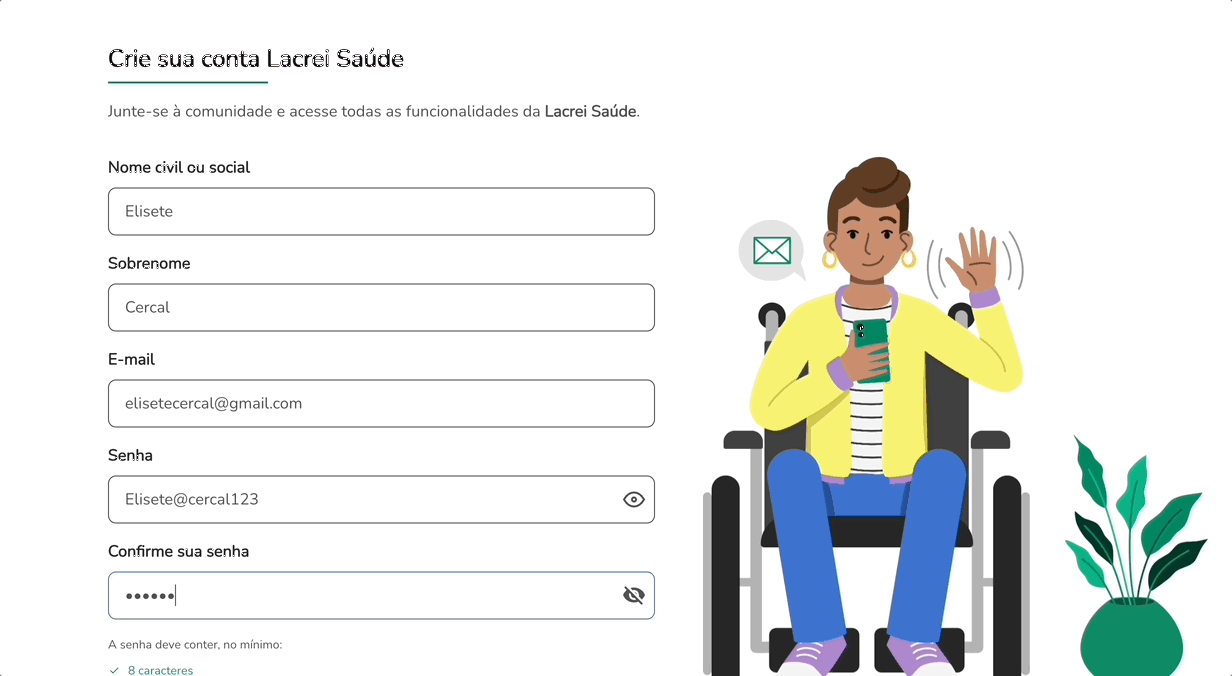 Crie sua conta Lacrei Saúde
Junte-se à comunidade e acesse todas as funcionalidades da Lacrei Saúde.
Nome civil ou social
Elisete
Sobrenome
Cercal
E-mail
elisetecercal@gmail.com
Senha
Elisete@cercal123
Confirme sua senha
••••••
A senha deve conter, no mínimo:
8 caracteres